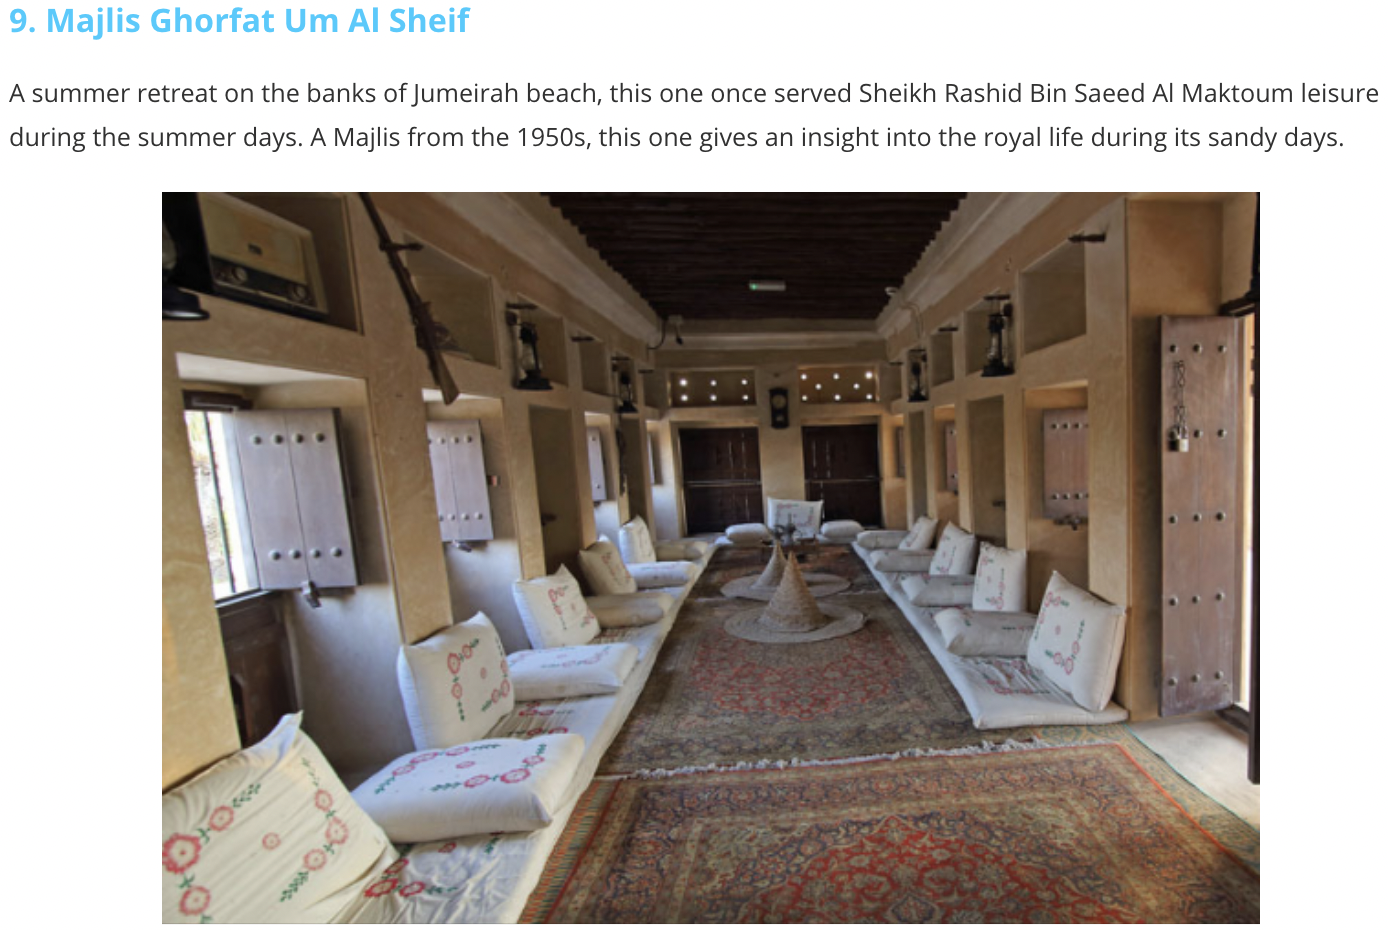 9. Majlis Ghorfat Um Al Sheif
A summer retreat on the banks of Jumeirah beach, this one once served Sheikh Rashid Bin Saeed Al Maktoum leisure
during the summer days. A Majlis from the 1950s, this one gives an insight into the royal life during its sandy days.